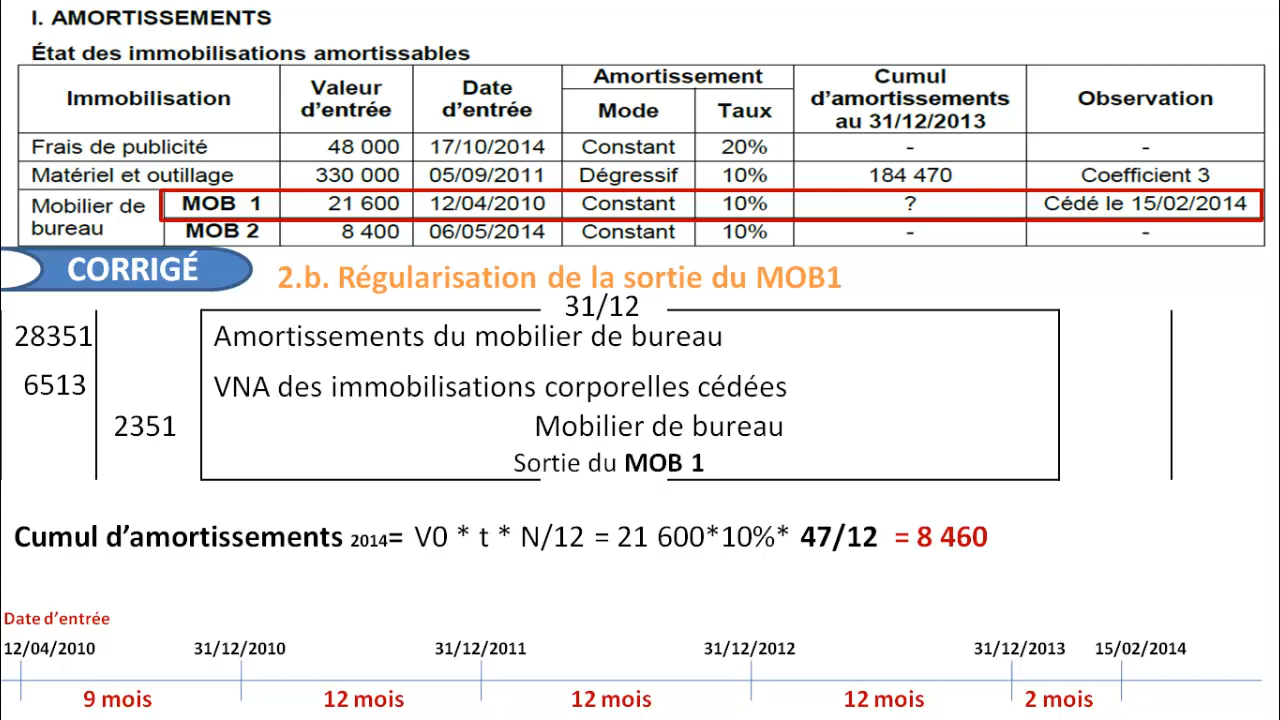 I. AMORTISSEMENTS
État des immobilisations amortissables
Immobilisation Valeur d'entrée Date d'entrée Amortissement Mode Taux Cumul d'amortissements au 31/12/2013 Observation
Frais de publicité 48 000 17/10/2014 Constant 20% - -
Matériel et outillage 330 000 05/09/2011 Dégressif 10% 184 470 Coefficient 3
Mobilier de bureau MOB 1 21 600 12/04/2010 Constant 10% ? Cédé le 15/02/2014
MOB 2 8 400 06/05/2014 Constant 10% - -
CORRIGÉ 2.b. Régularisation de la sortie du MOB1
31/12
28351 Amortissements du mobilier de bureau
6513 VNA des immobilisations corporelles cédées
2351 Mobilier de bureau
Sortie du MOB 1
Cumul d'amortissements 2014= V0 * t * N/12 = 21 600*10%* 47/12 = 8 460
Date d'entrée
12/04/2010 31/12/2010 31/12/2011 31/12/2012 31/12/2013 15/02/2014
9 mois 12 mois 12 mois 12 mois 2 mois